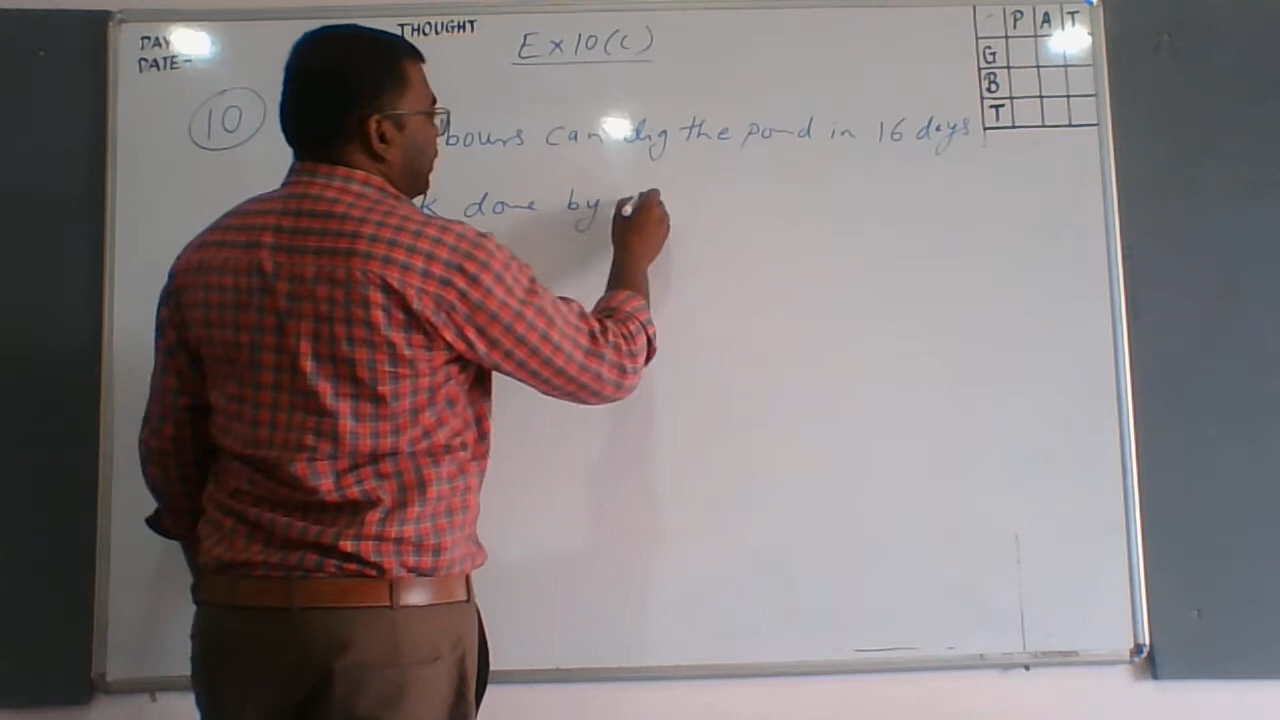 DAY
DATE-
THOUGHT
Ex 10 (c)
P A T
G
B
T
10
bours can dig the pond in 16 days
k done by